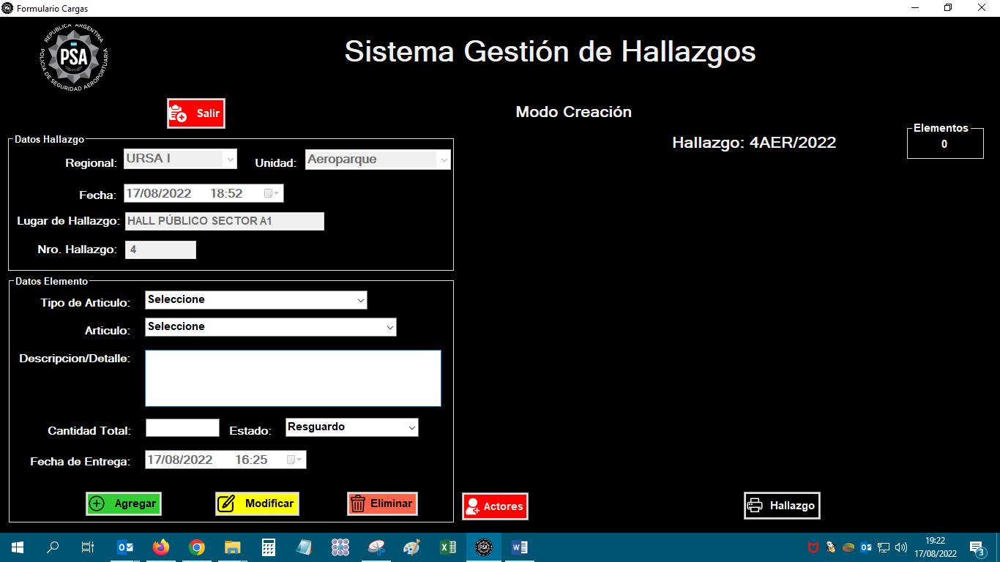 Formulario Cargas
REPUBLICA ARGENTINA
PSA
POLICIA DE SEGURIDAD AEROPORTUARIA
Sistema Gestión de Hallazgos
Salir
Modo Creación
Datos Hallazgo
Hallazgo: 4AER/2022
Elementos
0
Regional: URSA I Unidad: Aeroparque
Fecha: 17/08/2022 18:52
Lugar de Hallazgo: HALL PÚBLICO SECTOR A1
Nro. Hallazgo: 4
Datos Elemento
Tipo de Articulo: Seleccione
Articulo: Seleccione
Descripcion/Detalle:
Cantidad Total: Estado: Resguardo
Fecha de Entrega: 17/08/2022 16:25
Agregar Modificar Eliminar Actores Hallazgo
19:22
17/08/2022
3